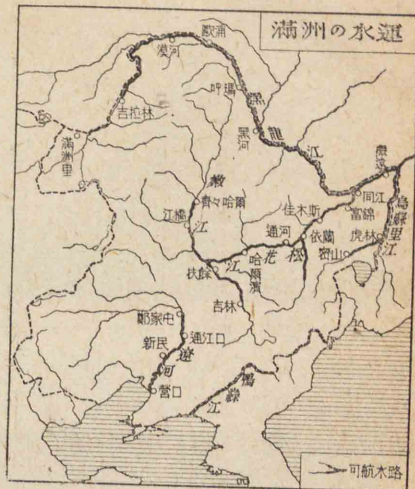 満洲の水運
漠河
歐浦
呼瑪
黒龍江
黒河
吉拉林
満洲里
嫩江
齊々哈爾
江橋
扶餘
松花江
哈爾濱
通河
佳木斯
依蘭
富錦
同江
撫遠
烏蘇里江
虎林
密山
吉林
鄭家屯
通江口
遼河
新民
營口
鴨綠江
可航水路